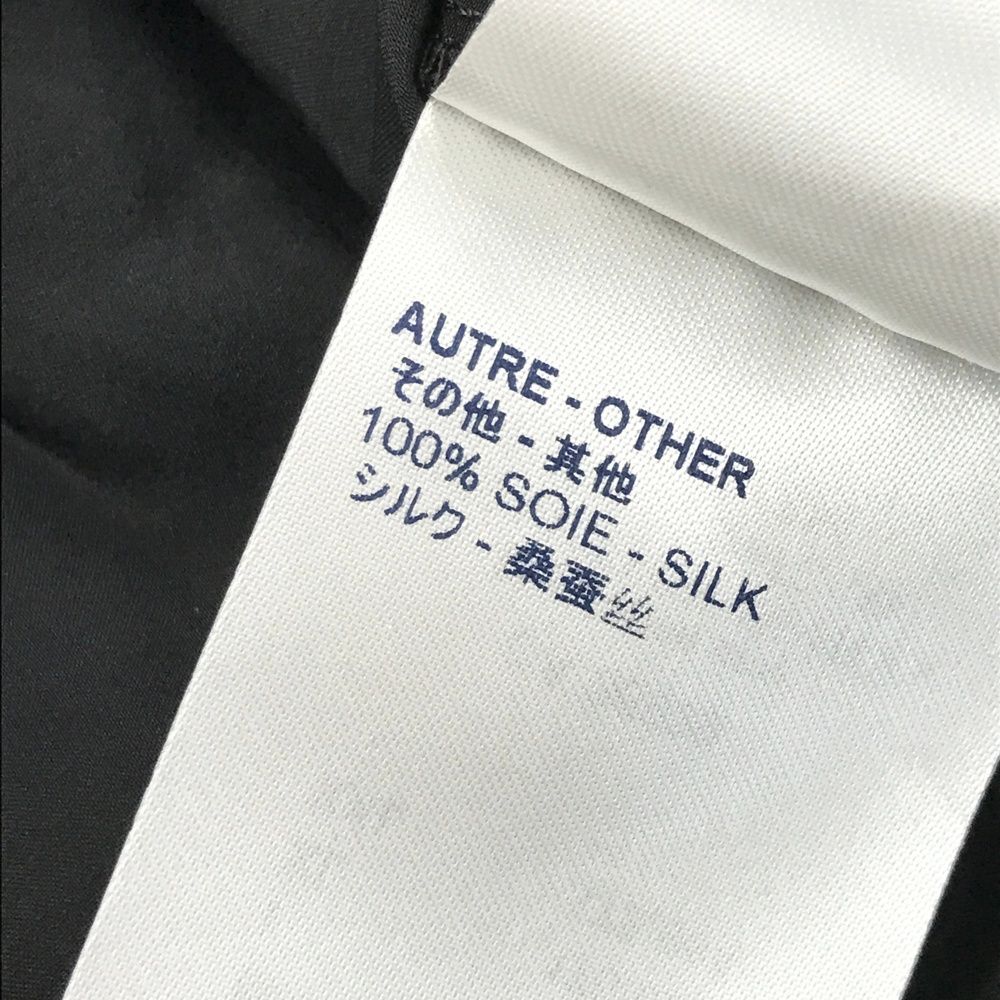 AUTRE - OTHER
その他 - 其他
100% SOIE - SILK
シルク - 桑蚕丝